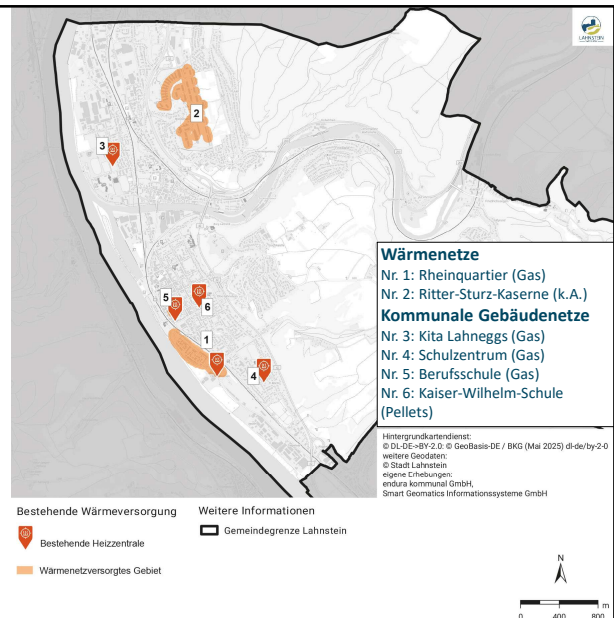 LAHNSTEIN
2
3
5
6
1
4
Wärmenetze
Nr. 1: Rheinquartier (Gas)
Nr. 2: Ritter-Sturz-Kaserne (k.A.)
Kommunale Gebäudenetze
Nr. 3: Kita Lahneggs (Gas)
Nr. 4: Schulzentrum (Gas)
Nr. 5: Berufsschule (Gas)
Nr. 6: Kaiser-Wilhelm-Schule
(Pellets)
Hintergrundkartendienst:
© DL-DE->BY-2.0: © GeoBasis-DE / BKG (Mai 2025) dl-de/by-2-0
weitere Geodaten:
© Stadt Lahnstein
eigene Erhebungen:
endura kommunal GmbH,
Smart Geomatics Informationssysteme GmbH
Bestehende Wärmeversorgung
Bestehende Heizzentrale
Wärmenetzversorgtes Gebiet
Weitere Informationen
Gemeindegrenze Lahnstein
N
m
0 400 800